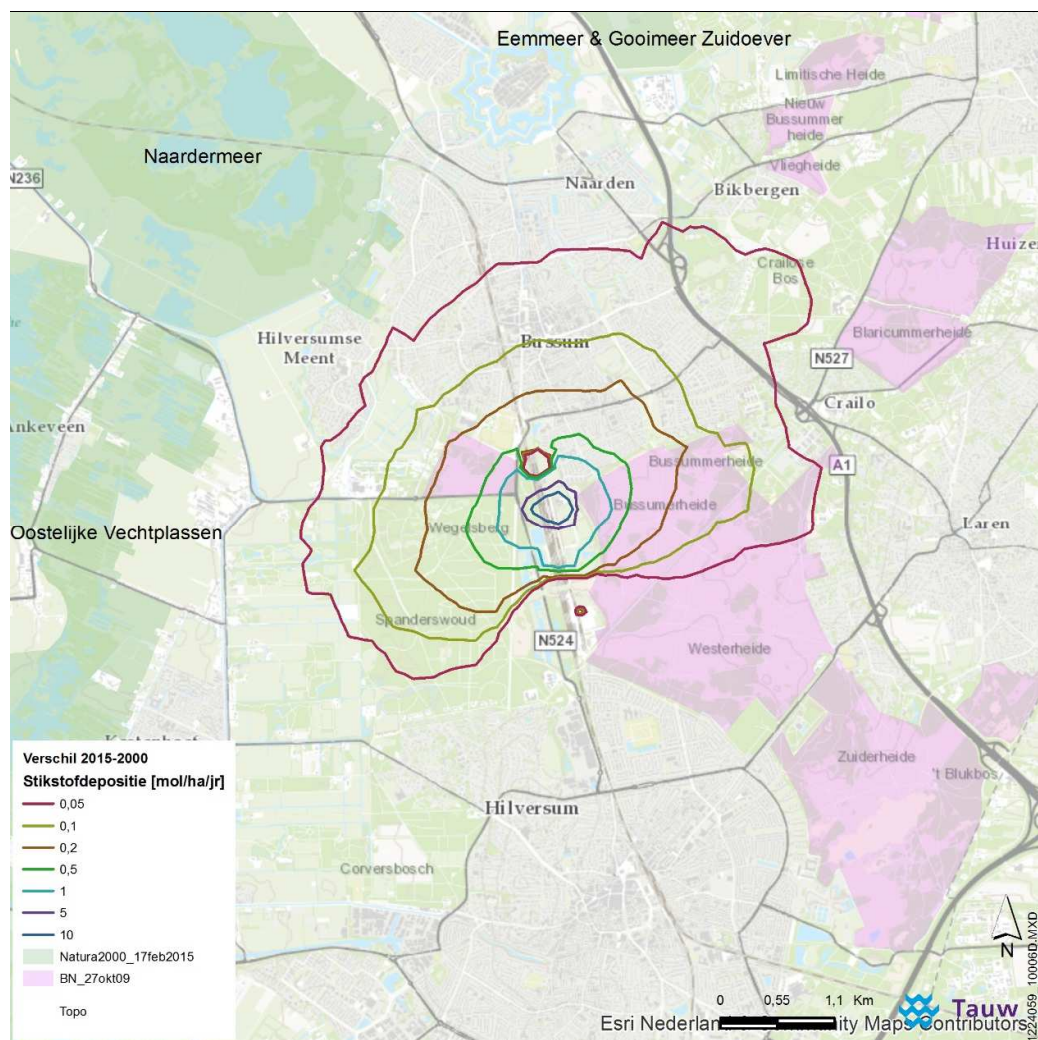 Eemmeer & Gooimeer Zuidoever
Limitische Heide
Nieuw
Bussummer
heide
Vliegheide
Naardermeer
N236
Naarden
Bikbergen
Huizen
Crailose
Bos
Hilversumse
Meent
Bussum
Blaricummerheide
N527
Crailo
Ankeveen
Bussummerheide
A1
Bussumerheide
Laren
Oostelijke Vechtplassen
Wegelsberg
Spanderswoud
N524
Westerheide
Zuiderheide
't Blukbos
Hilversum
Corversbosch
Verschil 2015-2000
Stikstofdepositie [mol/ha/jr]
0,05
0,1
0,2
0,5
1
5
10
Natura2000_17feb2015
BN_27okt09
Topo
N
0 0,55 1,1 Km
Tauw
Esri Nederland Community Maps Contributors
1224059_10006D.MXD